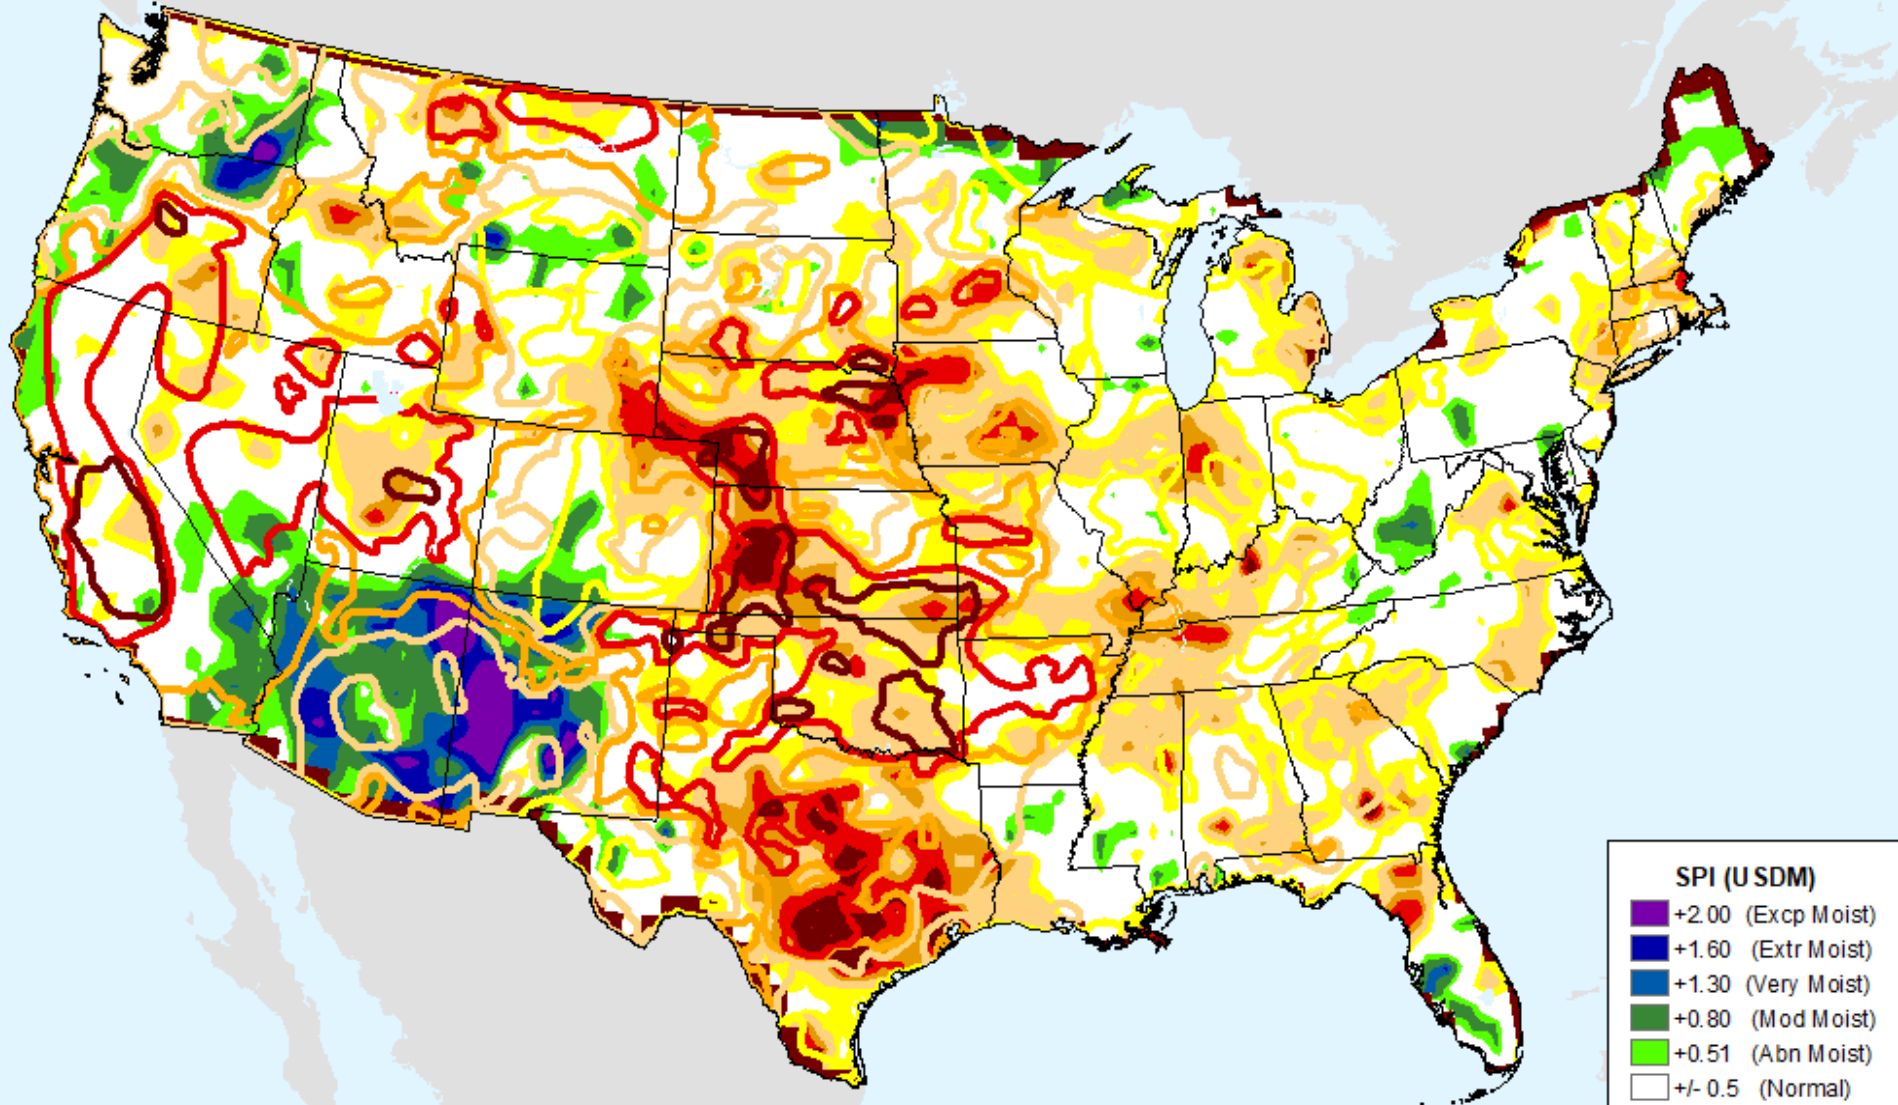 SPI (USDM)
+2.00 (Excp Moist)
+1.60 (Extr Moist)
+1.30 (Very Moist)
+0.80 (Mod Moist)
+0.51 (Abn Moist)
+/- 0.5 (Normal)